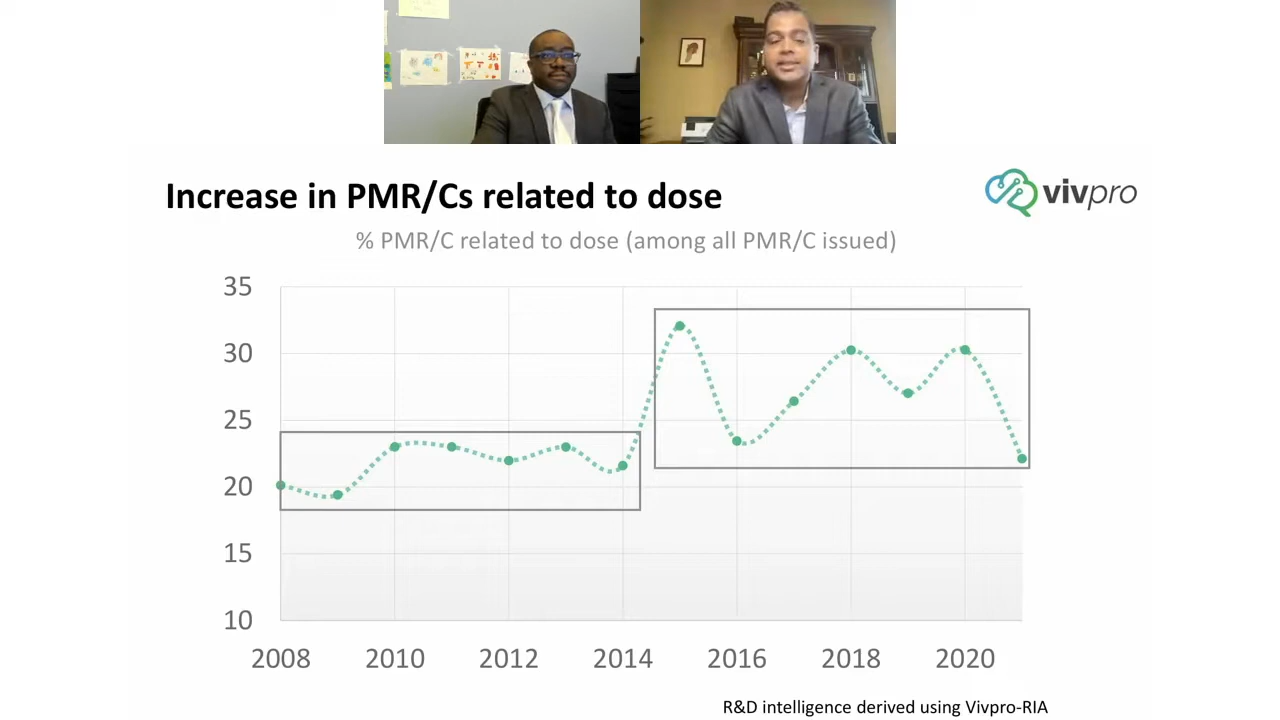 Increase in PMR/Cs related to dose
vivpro
% PMR/C related to dose (among all PMR/C issued)
35
30
25
20
15
10
2008 2010 2012 2014 2016 2018 2020
R&D intelligence derived using Vivpro-RIA